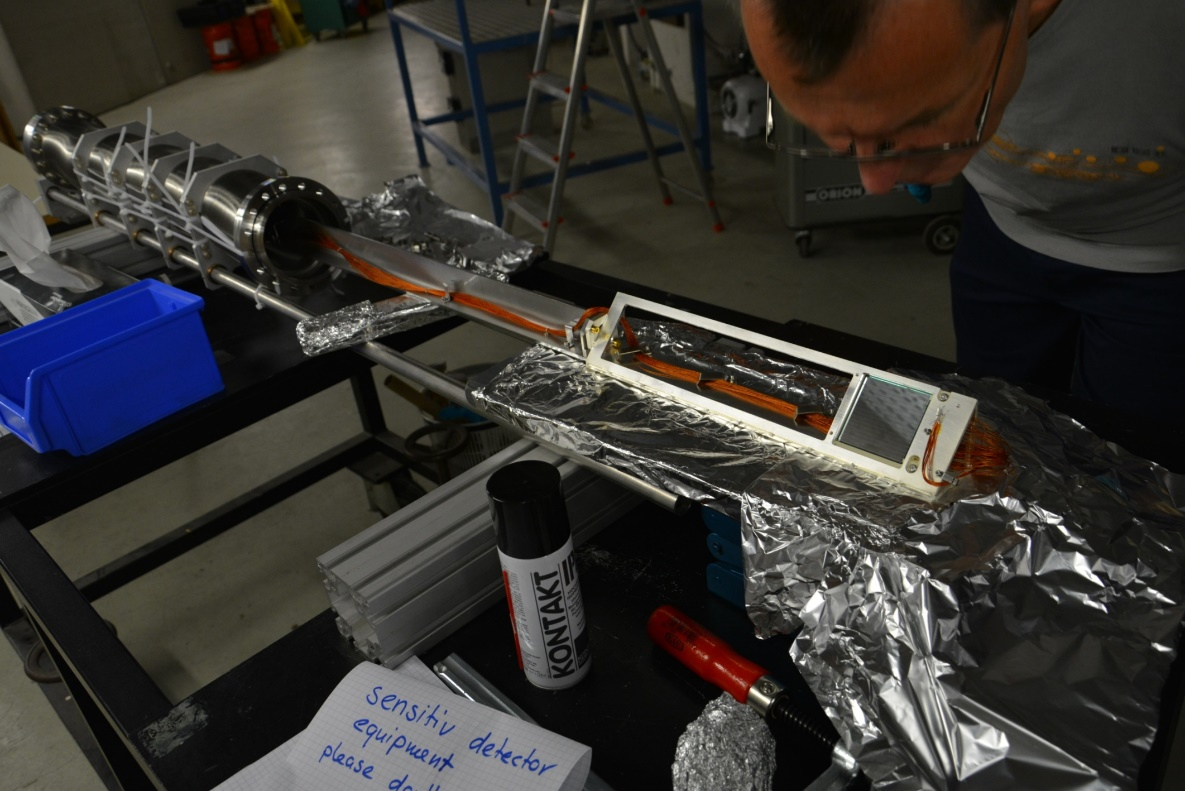 ORION
KONTAKT
sensitiv detector
equipment
please